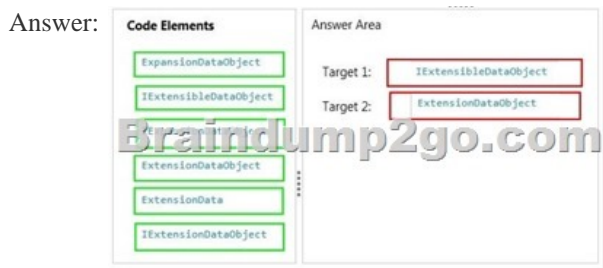 Answer:
Code Elements
ExpansionDataObject
IExtensibleDataObject
ExtensionDataObject
ExtensionData
IExtensionDataObject
Answer Area
Target 1: IExtensibleDataObject
Target 2: ExtensionDataObject
Braindump2go.com